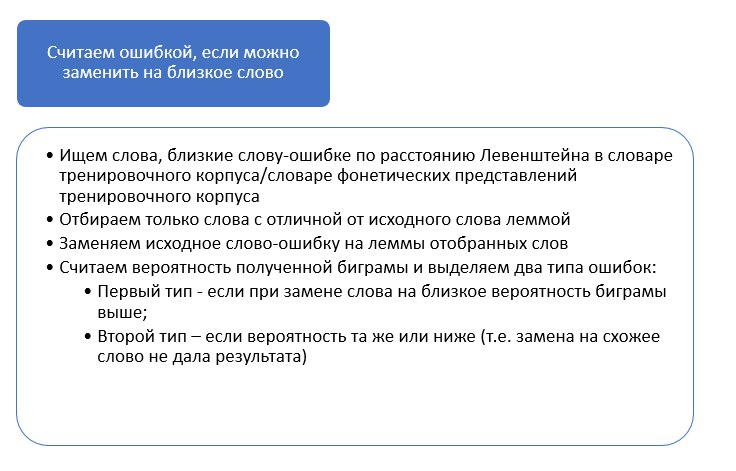 Считаем ошибкой, если можно
заменить на близкое слово
• Ищем слова, близкие слову-ошибке по расстоянию Левенштейна в словаре
тренировочного корпуса/словаре фонетических представлений
тренировочного корпуса
• Отбираем только слова с отличной от исходного слова леммой
• Заменяем исходное слово-ошибку на леммы отобранных слов
• Считаем вероятность полученной биграмы и выделяем два типа ошибок:
• Первый тип - если при замене слова на близкое вероятность биграмы
выше;
• Второй тип – если вероятность та же или ниже (т.е. замена на схожее
слово не дала результата)